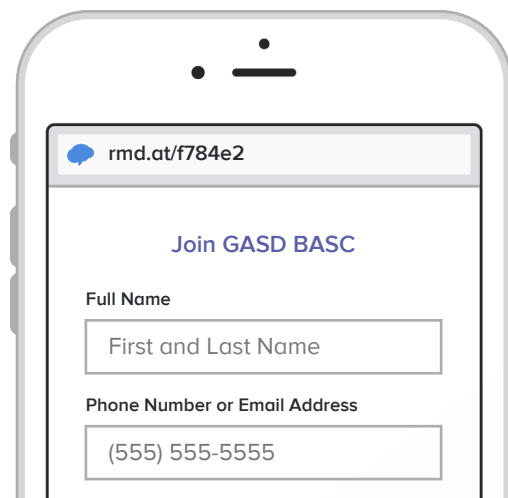 rmd.at/f784e2
Join GASD BASC
Full Name
First and Last Name
Phone Number or Email Address
(555) 555-5555